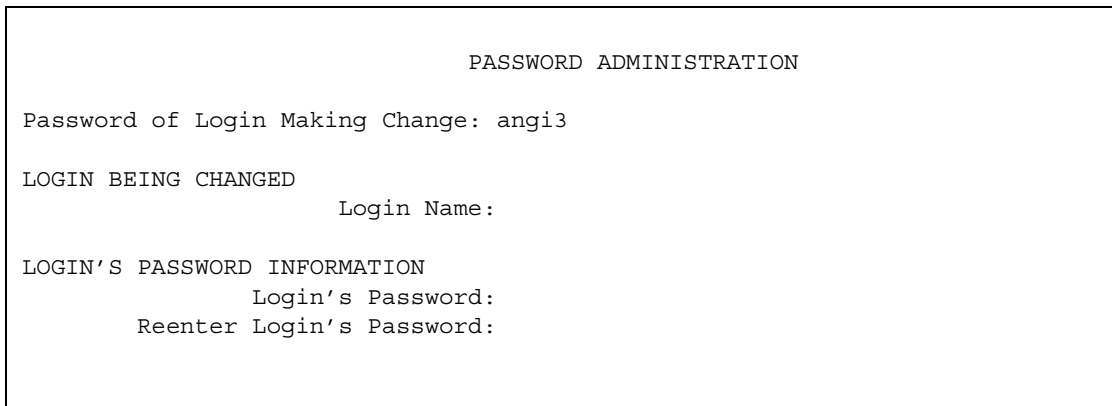 PASSWORD ADMINISTRATION
Password of Login Making Change: angi3
LOGIN BEING CHANGED
Login Name:
LOGIN’S PASSWORD INFORMATION
Login’s Password:
Reenter Login’s Password: